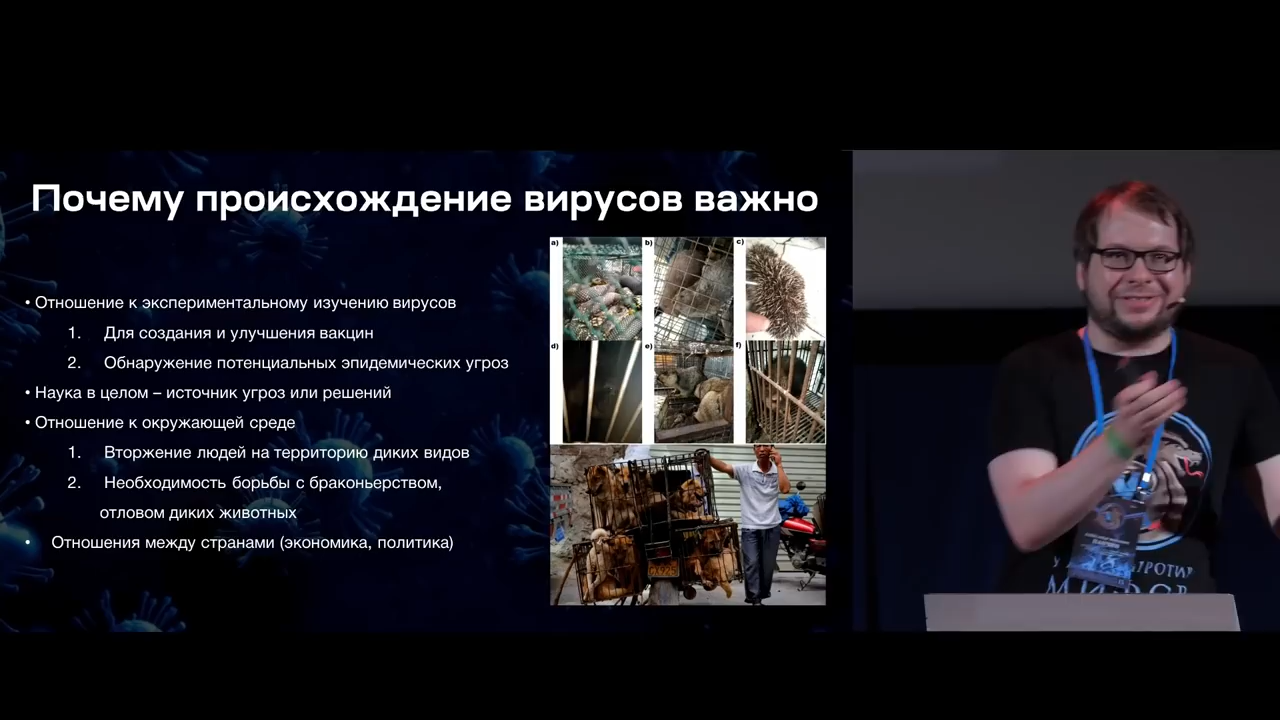 Почему происхождение вирусов важно
• Отношение к экспериментальному изучению вирусов
1. Для создания и улучшения вакцин
2. Обнаружение потенциальных эпидемических угроз
• Наука в целом – источник угроз или решений
• Отношение к окружающей среде
1. Вторжение людей на территорию диких видов
2. Необходимость борьбы с браконьерством,
отловом диких животных
• Отношения между странами (экономика, политика)
a) b) c)
d) e) f)